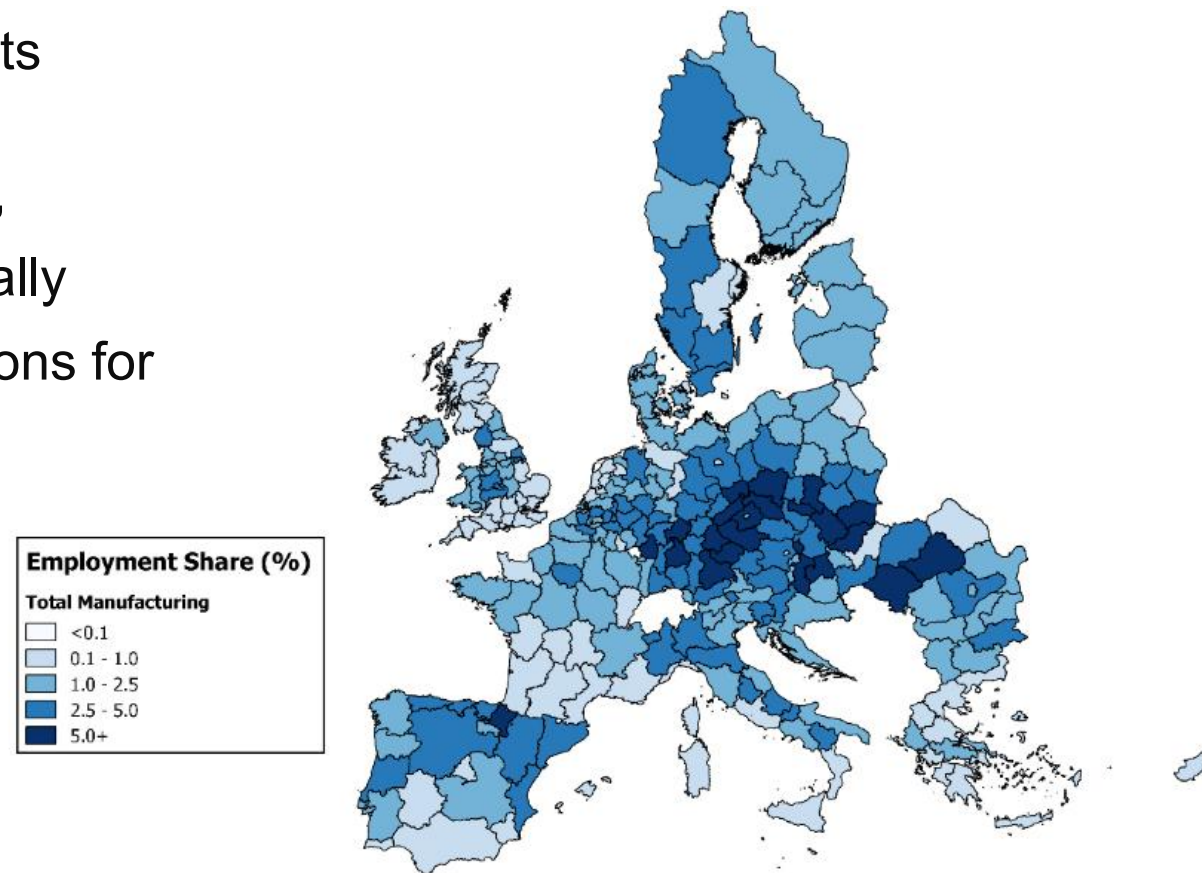 ts
,
ally
ons for
Employment Share (%)
Total Manufacturing
<0.1
0.1 - 1.0
1.0 - 2.5
2.5 - 5.0
5.0+